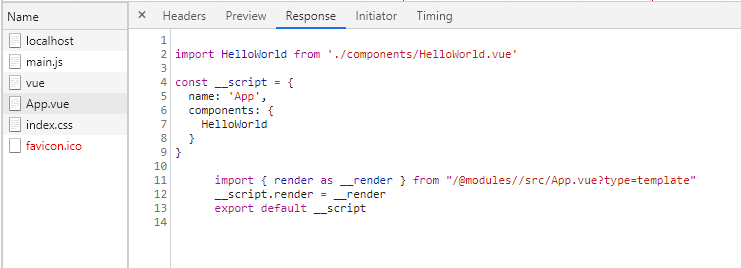 Name
× Headers Preview Response Initiator Timing
localhost
main.js
vue
App.vue
index.css
favicon.ico
1
2 import HelloWorld from './components/HelloWorld.vue'
3
4 const __script = {
5 name: 'App',
6 components: {
7 HelloWorld
8 }
9 }
10
11 import { render as __render } from "/@modules//src/App.vue?type=template"
12 __script.render = __render
13 export default __script
14